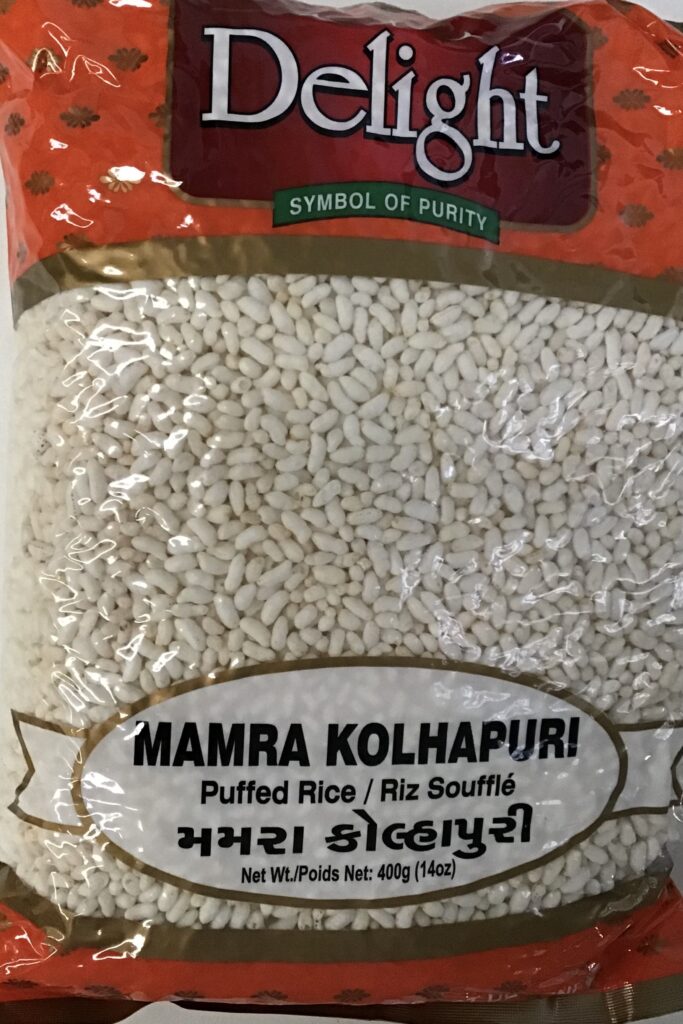 Delight
SYMBOL OF PURITY
MAMRA KOLHAPURI
Puffed Rice / Riz Soufflé
મમરા કોલ્હાપુરી
Net Wt./Poids Net: 400g (14oz)